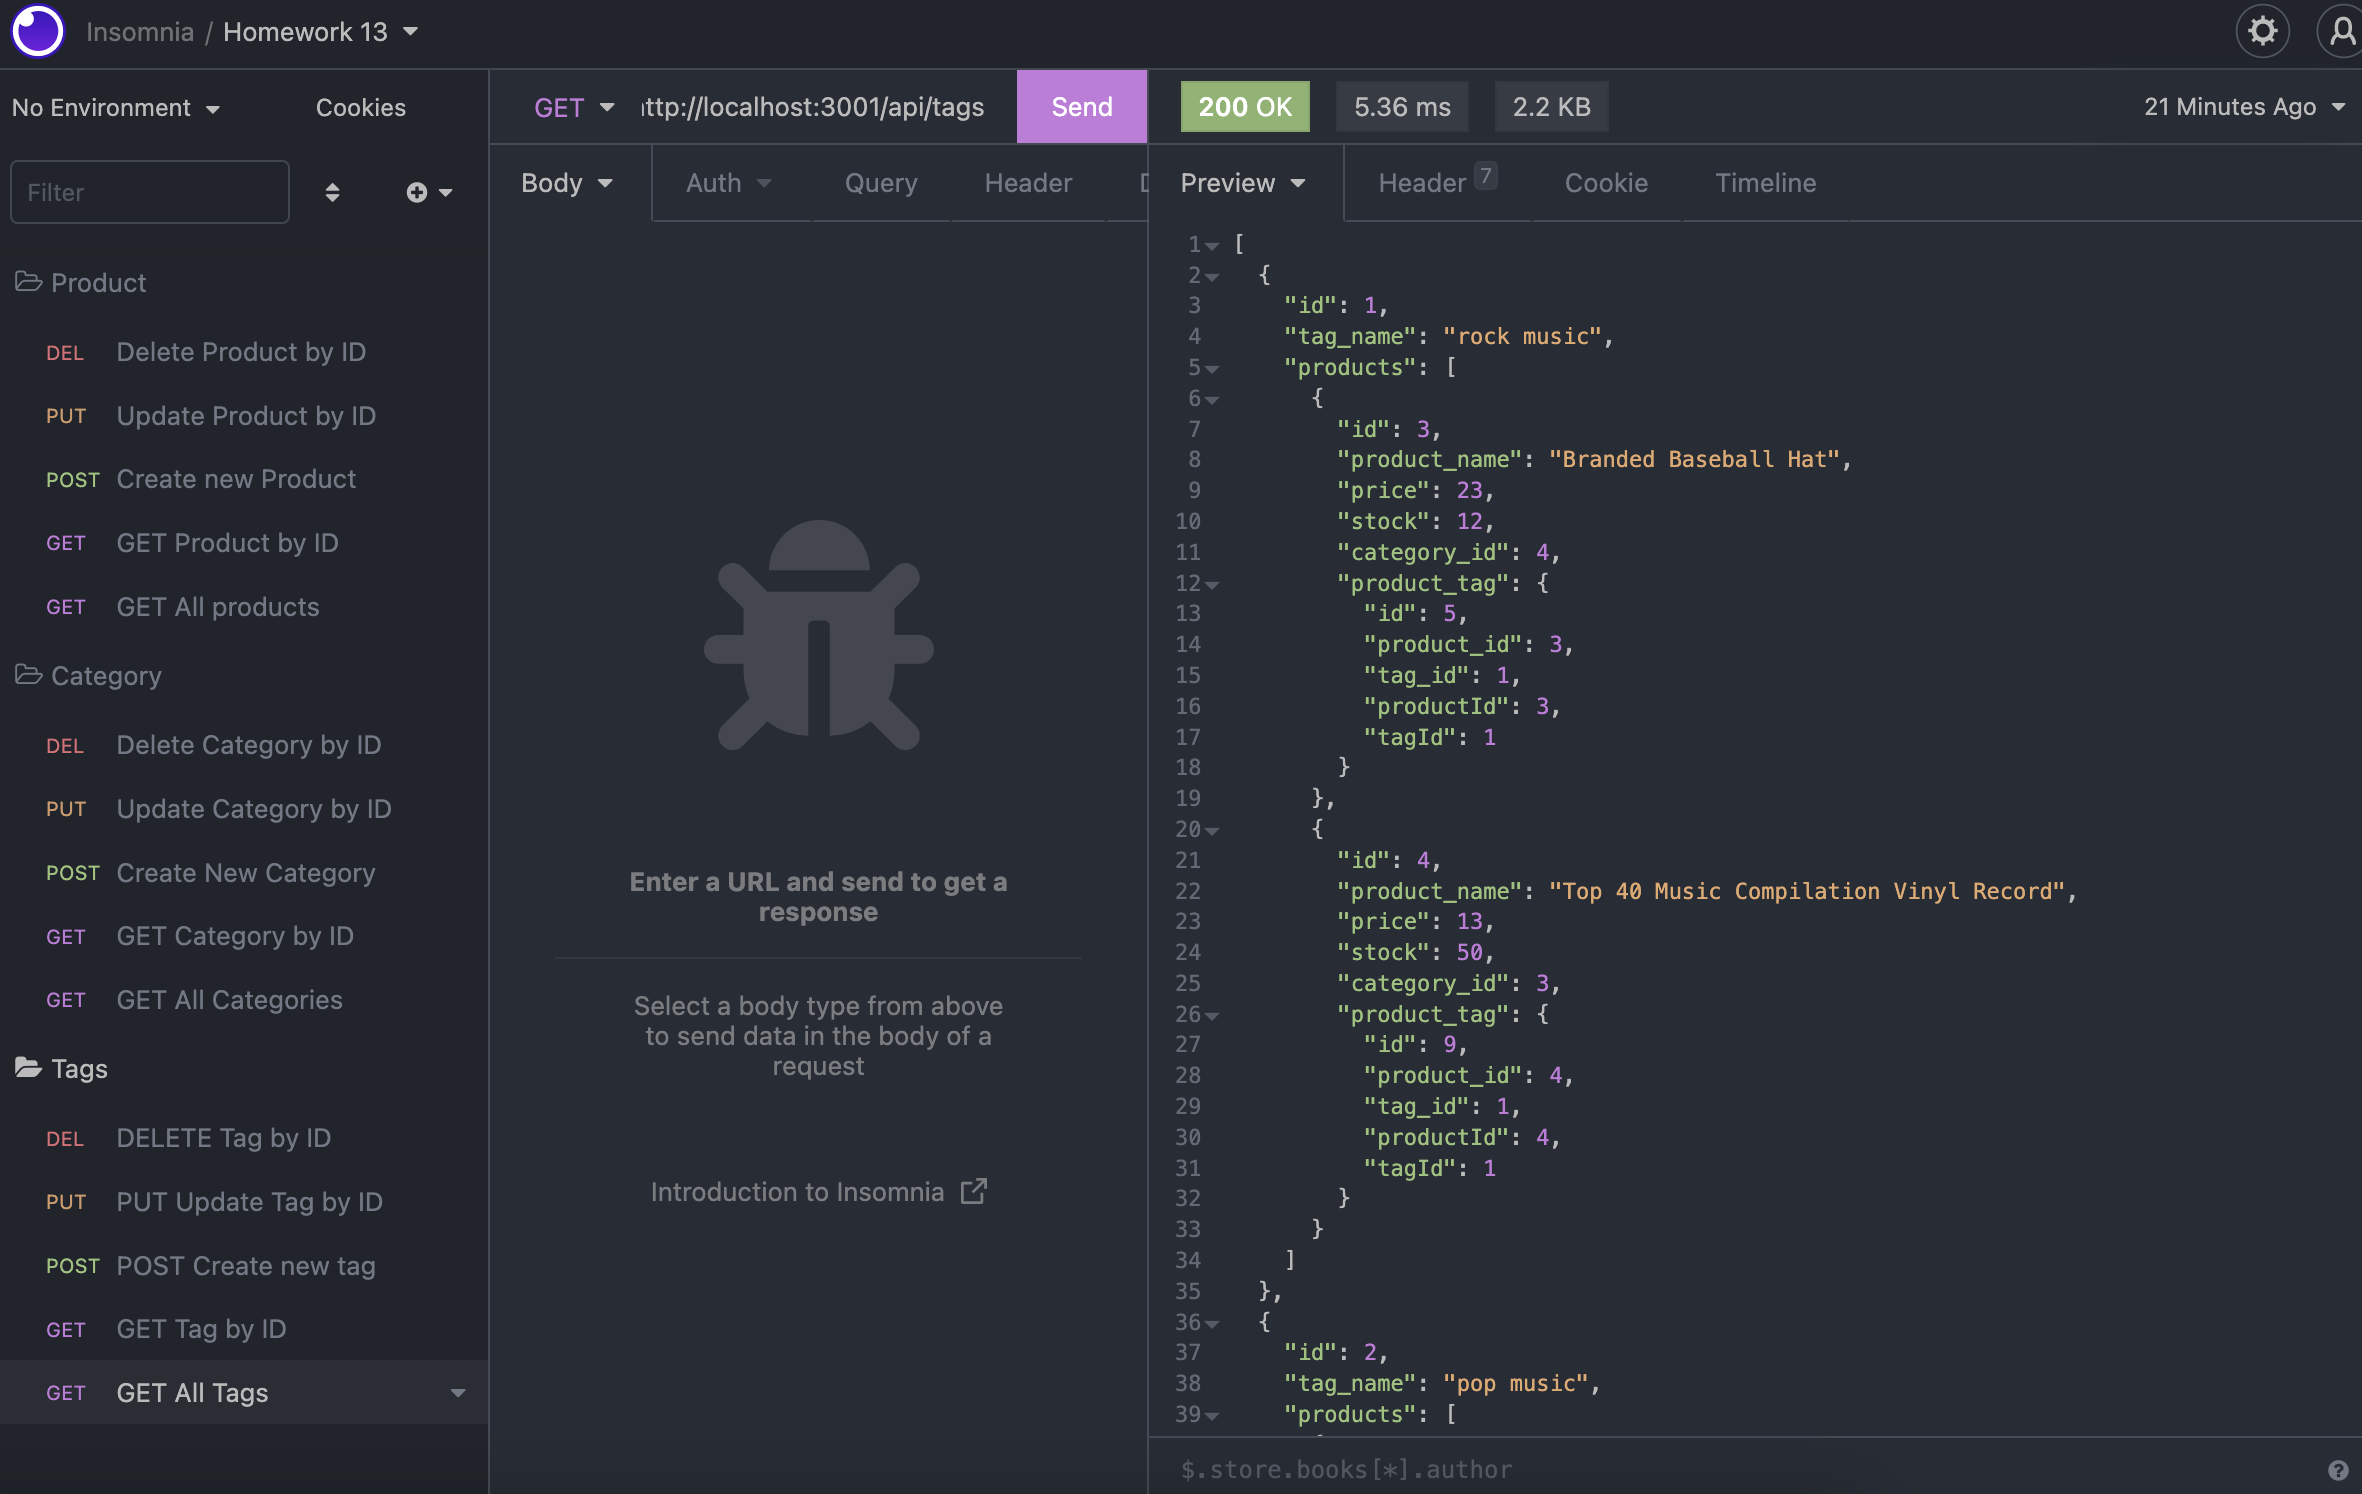 Insomnia / Homework 13
No Environment
Cookies
Filter
Product
DEL Delete Product by ID
PUT Update Product by ID
POST Create new Product
GET GET Product by ID
GET GET All products
Category
DEL Delete Category by ID
PUT Update Category by ID
POST Create New Category
GET GET Category by ID
GET GET All Categories
Tags
DEL DELETE Tag by ID
PUT PUT Update Tag by ID
POST POST Create new tag
GET GET Tag by ID
GET GET All Tags
GET ttp://localhost:3001/api/tags Send
Body Auth Query Header
Enter a URL and send to get a
response
Select a body type from above
to send data in the body of a
request
Introduction to Insomnia
200 OK 5.36 ms 2.2 KB 21 Minutes Ago
Preview Header 7 Cookie Timeline
1 [
2 {
3 "id": 1,
4 "tag_name": "rock music",
5 "products": [
6 {
7 "id": 3,
8 "product_name": "Branded Baseball Hat",
9 "price": 23,
10 "stock": 12,
11 "category_id": 4,
12 "product_tag": {
13 "id": 5,
14 "product_id": 3,
15 "tag_id": 1,
16 "productId": 3,
17 "tagId": 1
18 }
19 },
20 {
21 "id": 4,
22 "product_name": "Top 40 Music Compilation Vinyl Record",
23 "price": 13,
24 "stock": 50,
25 "category_id": 3,
26 "product_tag": {
27 "id": 9,
28 "product_id": 4,
29 "tag_id": 1,
30 "productId": 4,
31 "tagId": 1
32 }
33 }
34 ]
35 },
36 {
37 "id": 2,
38 "tag_name": "pop music",
39 "products": [
$.store.books[*].author